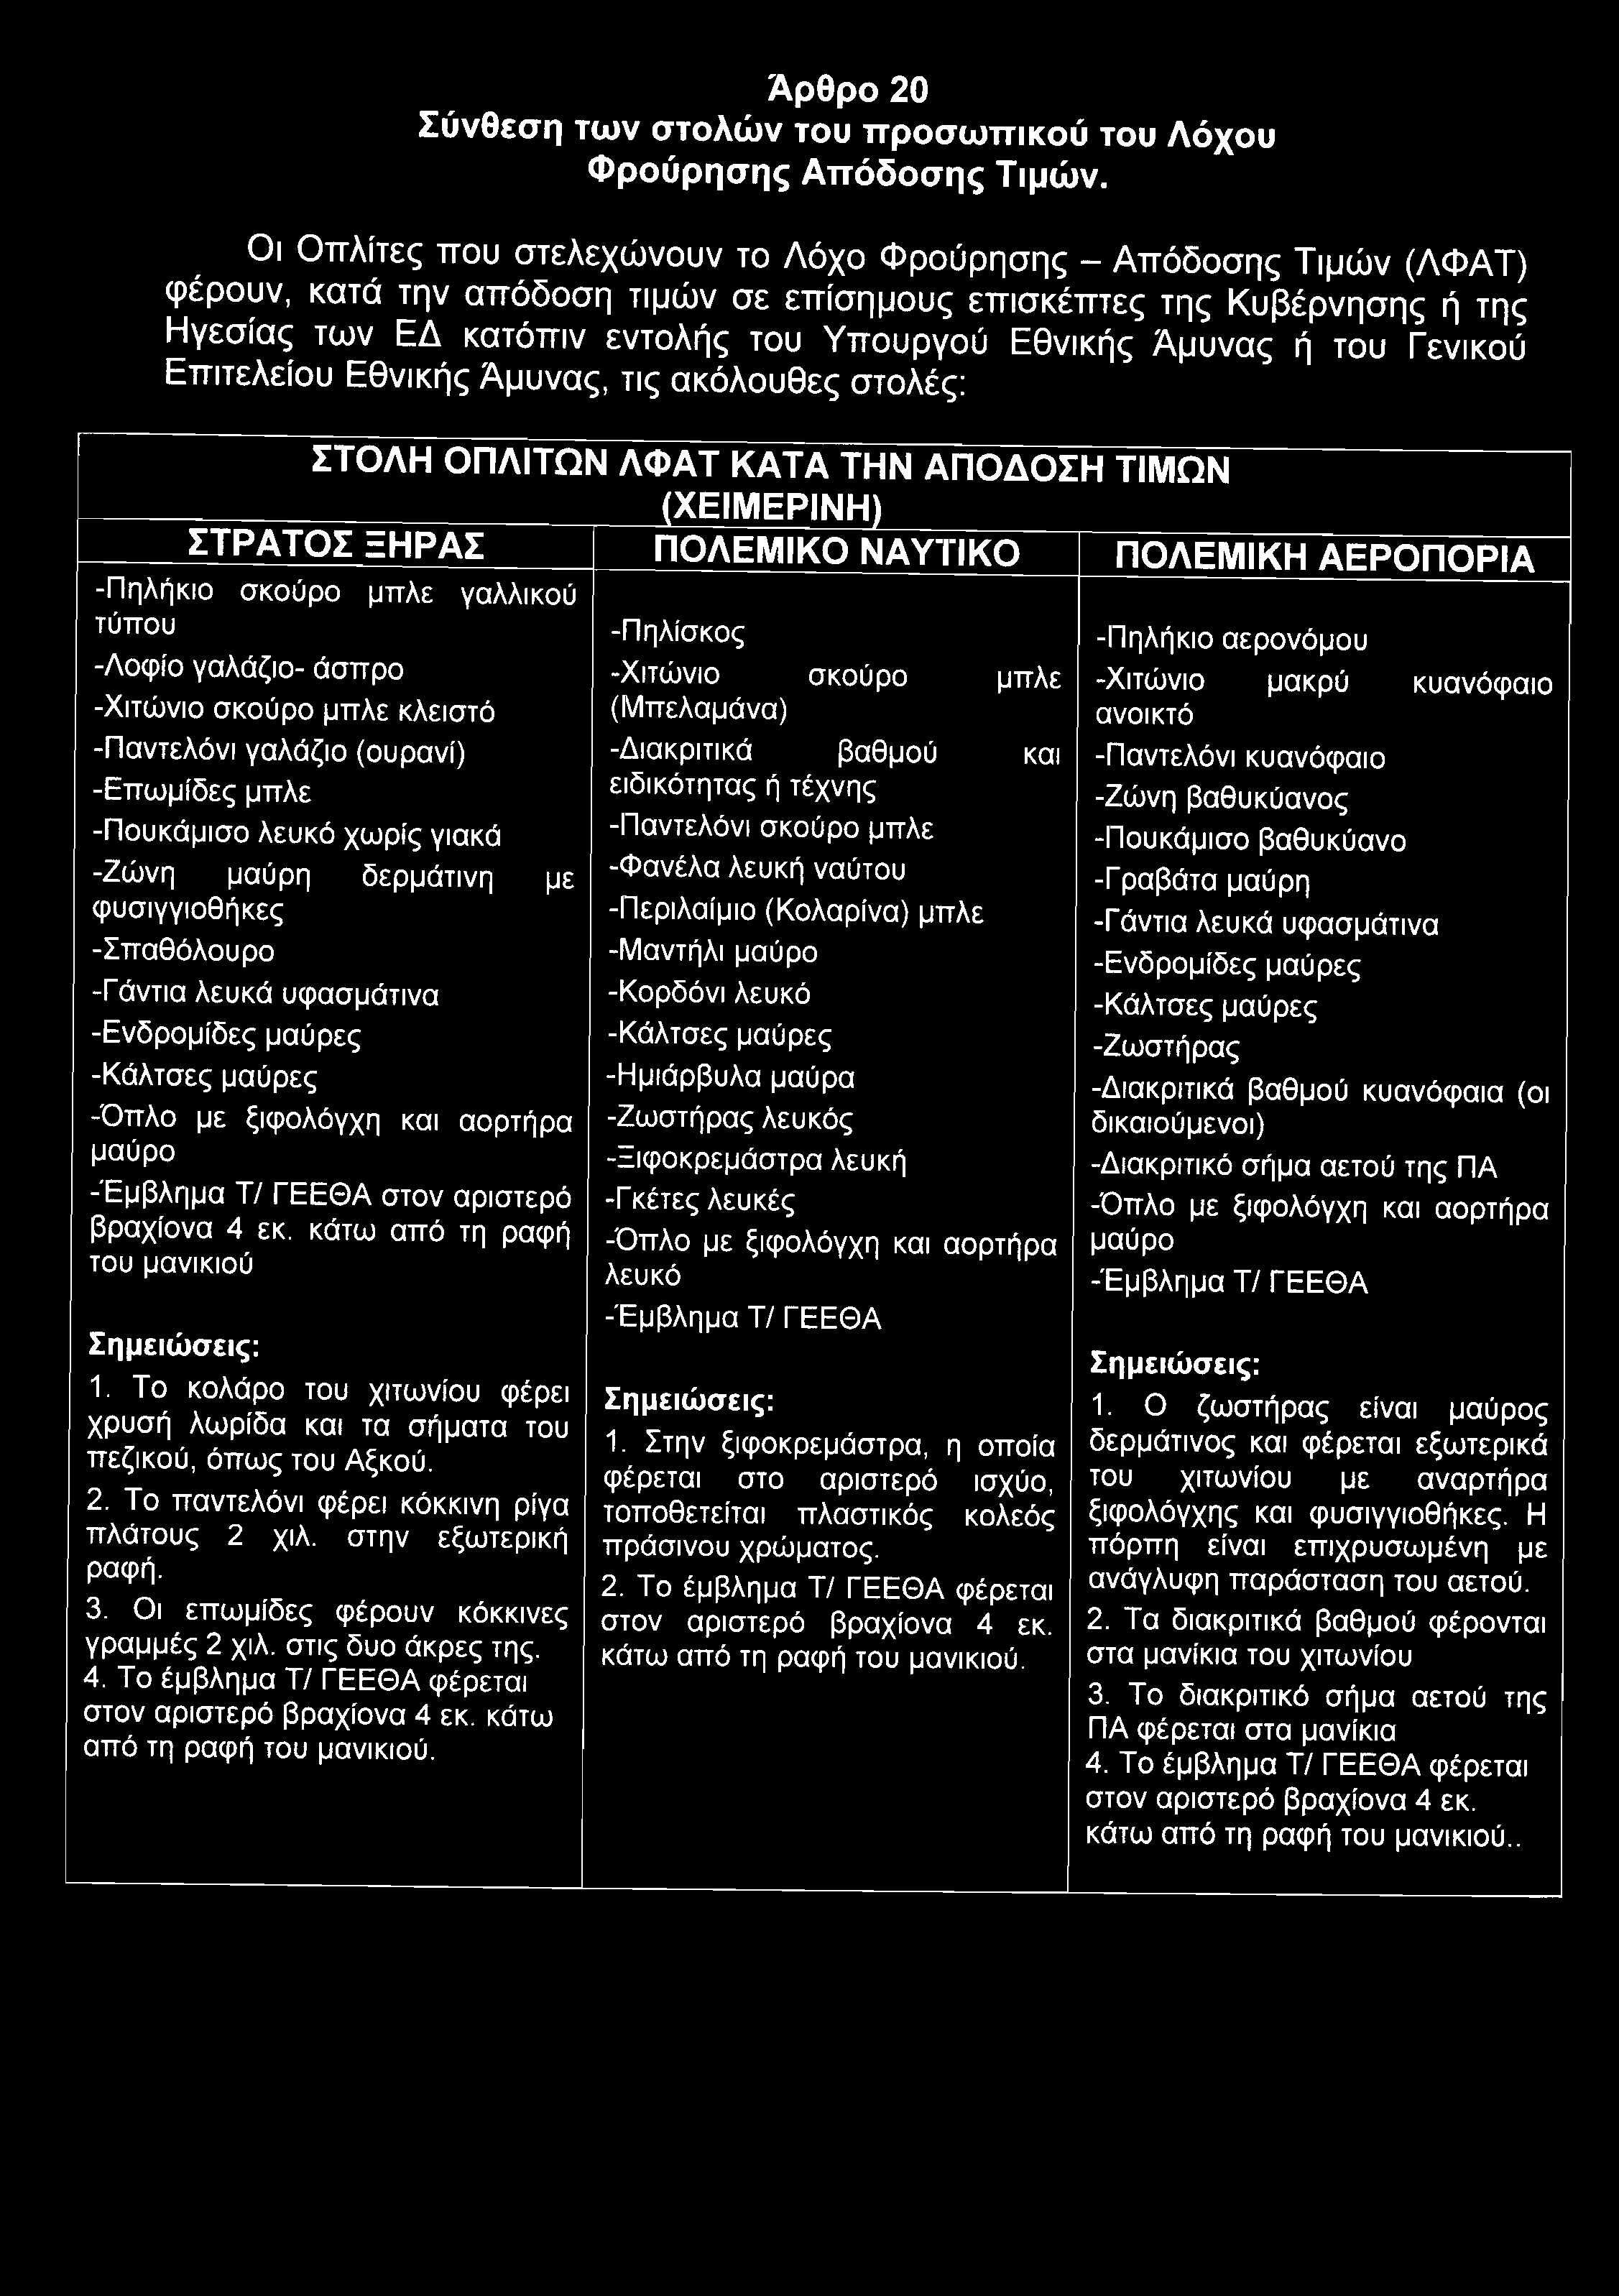 Άρθρο 20
Σύνθεση των στολών του προσωπικού του Λόχου
Φρούρησης Απόδοσης Τιμών.
Οι Οπλίτες που στελεχώνουν το Λόχο Φρούρησης – Απόδοσης Τιμών (ΛΦΑΤ)
φέρουν, κατά την απόδοση τιμών σε επίσημους επισκέπτες της Κυβέρνησης ή της
Ηγεσίας των ΕΔ κατόπιν εντολής του Υπουργού Εθνικής Άμυνας ή του Γενικού
Επιτελείου Εθνικής Άμυνας, τις ακόλουθες στολές:
ΣΤΟΛΗ ΟΠΛΙΤΩΝ ΛΦΑΤ ΚΑΤΑ ΤΗΝ ΑΠΟΔΟΣΗ ΤΙΜΩΝ
(ΧΕΙΜΕΡΙΝΗ)
ΣΤΡΑΤΟΣ ΞΗΡΑΣ
-Πηλήκιο σκούρο μπλε γαλλικού
τύπου
-Λοφίο γαλάζιο- άσπρο
-Χιτώνιο σκούρο μπλε κλειστό
-Παντελόνι γαλάζιο (ουρανί)
-Επωμίδες μπλε
-Πουκάμισο λευκό χωρίς γιακά
-Ζώνη μαύρη δερμάτινη με
φυσιγγιοθήκες
-Σπαθόλουρο
-Γάντια λευκά υφασμάτινα
-Ενδρομίδες μαύρες
-Κάλτσες μαύρες
-Όπλο με ξιφολόγχη και αορτήρα
μαύρο
-Έμβλημα Τ/ ΓΕΕΘΑ στον αριστερό
βραχίονα 4 εκ. κάτω από τη ραφή
του μανικιού
Σημειώσεις:
1. Το κολάρο του χιτωνίου φέρει
χρυσή λωρίδα και τα σήματα του
πεζικού, όπως του Αξκού.
2. Το παντελόνι φέρει κόκκινη ρίγα
πλάτους 2 χιλ. στην εξωτερική
ραφή.
3. Οι επωμίδες φέρουν κόκκινες
γραμμές 2 χιλ. στις δυο άκρες της.
4. Το έμβλημα Τ/ ΓΕΕΘΑ φέρεται
στον αριστερό βραχίονα 4 εκ. κάτω
από τη ραφή του μανικιού.
ΠΟΛΕΜΙΚΟ ΝΑΥΤΙΚΟ
-Πηλίσκος
-Χιτώνιο σκούρο μπλε
(Μπελαμάνα)
-Διακριτικά βαθμού και
ειδικότητας ή τέχνης
-Παντελόνι σκούρο μπλε
-Φανέλα λευκή ναύτου
-Περιλαίμιο (Κολαρίνα) μπλε
-Μαντήλι μαύρο
-Κορδόνι λευκό
-Κάλτσες μαύρες
-Ημιάρβυλα μαύρα
-Ζωστήρας λευκός
-Ξιφοκρεμάστρα λευκή
-Γκέτες λευκές
-Όπλο με ξιφολόγχη και αορτήρα
λευκό
-Έμβλημα Τ/ ΓΕΕΘΑ
Σημειώσεις:
1. Στην ξιφοκρεμάστρα, η οποία
φέρεται στο αριστερό ισχύο,
τοποθετείται πλαστικός κολεός
πράσινου χρώματος.
2. Το έμβλημα Τ/ ΓΕΕΘΑ φέρεται
στον αριστερό βραχίονα 4 εκ.
κάτω από τη ραφή του μανικιού.
ΠΟΛΕΜΙΚΗ ΑΕΡΟΠΟΡΙΑ
-Πηλήκιο αερονόμου
-Χιτώνιο μακρύ κυανόφαιο
ανοικτό
-Παντελόνι κυανόφαιο
-Ζώνη βαθυκύανος
-Πουκάμισο βαθυκύανο
-Γραβάτα μαύρη
-Γάντια λευκά υφασμάτινα
-Ενδρομίδες μαύρες
-Κάλτσες μαύρες
-Ζωστήρας
-Διακριτικά βαθμού κυανόφαια (οι
δικαιούμενοι)
-Διακριτικό σήμα αετού της ΠΑ
-Όπλο με ξιφολόγχη και αορτήρα
μαύρο
-Έμβλημα Τ/ ΓΕΕΘΑ
Σημειώσεις:
1. Ο ζωστήρας είναι μαύρος
δερμάτινος και φέρεται εξωτερικά
του χιτωνίου με αναρτήρα
ξιφολόγχης και φυσιγγιοθήκες. Η
πόρπη είναι επιχρυσωμένη με
ανάγλυφη παράσταση του αετού.
2. Τα διακριτικά βαθμού φέρονται
στα μανίκια του χιτωνίου
3. Το διακριτικό σήμα αετού της
ΠΑ φέρεται στα μανίκια
4. Το έμβλημα Τ/ ΓΕΕΘΑ φέρεται
στον αριστερό βραχίονα 4 εκ.
κάτω από τη ραφή του μανικιού..